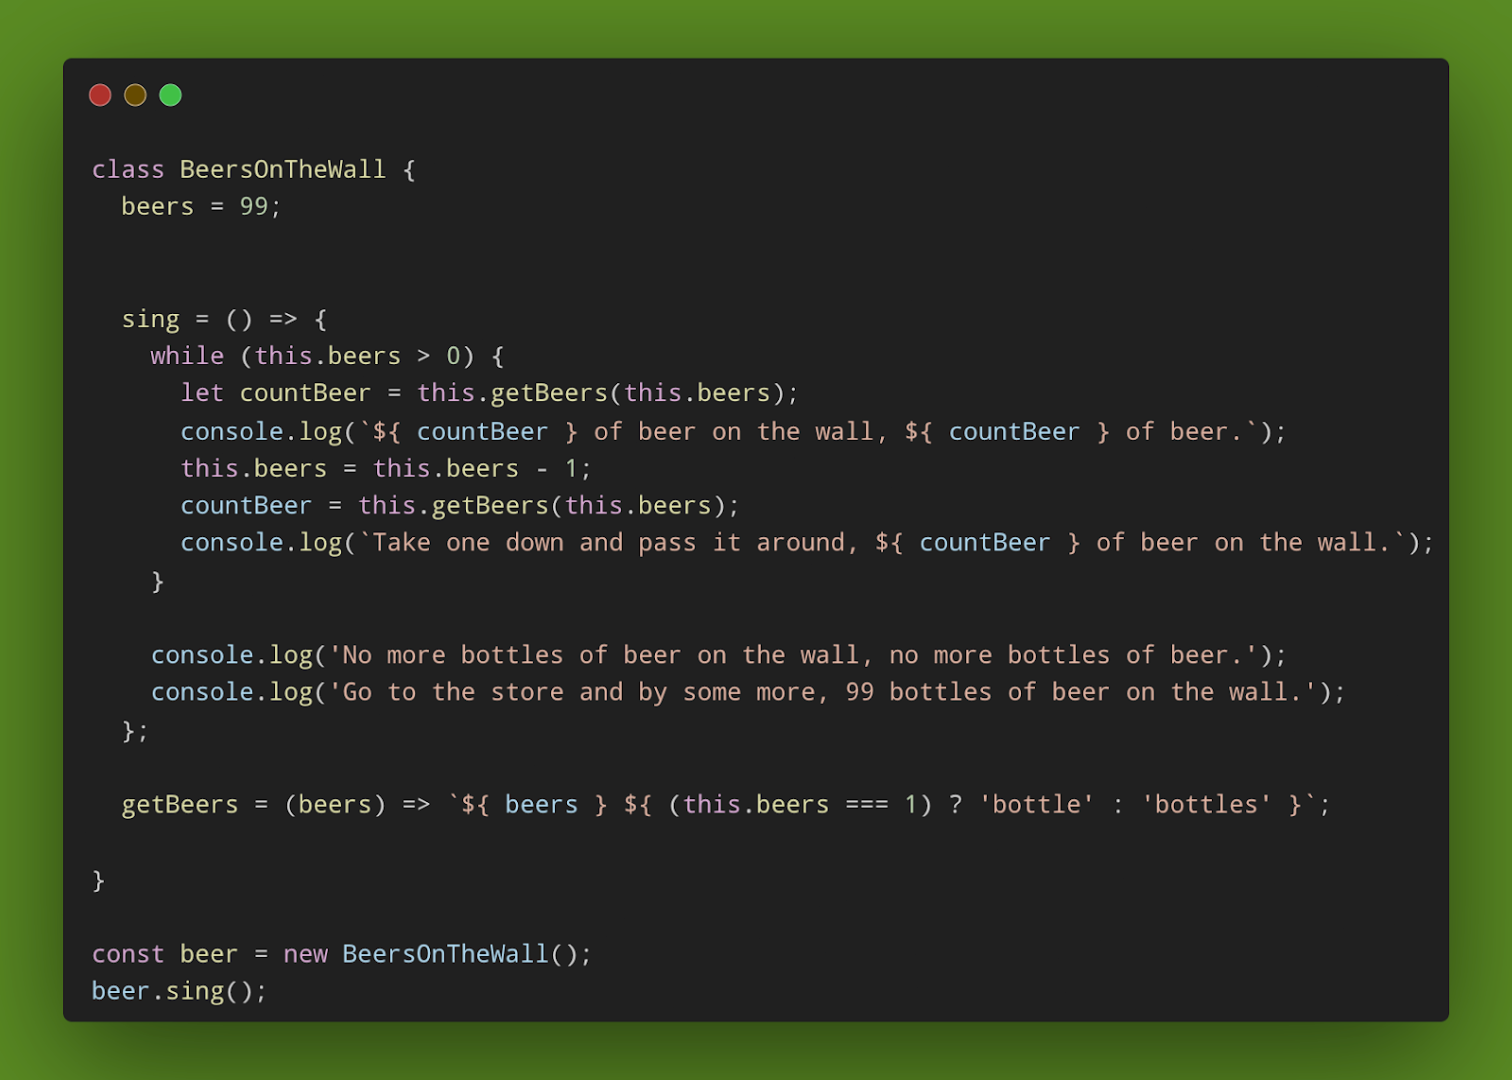 class BeersOnTheWall {
  beers = 99;

  sing = () => {
    while (this.beers > 0) {
      let countBeer = this.getBeers(this.beers);
      console.log(`${ countBeer } of beer on the wall, ${ countBeer } of beer.`);
      this.beers = this.beers - 1;
      countBeer = this.getBeers(this.beers);
      console.log(`Take one down and pass it around, ${ countBeer } of beer on the wall.`);
    }

    console.log('No more bottles of beer on the wall, no more bottles of beer.');
    console.log('Go to the store and by some more, 99 bottles of beer on the wall.');
  };

  getBeers = (beers) => `${ beers } ${ (this.beers === 1) ? 'bottle' : 'bottles' }`;

}

const beer = new BeersOnTheWall();
beer.sing();